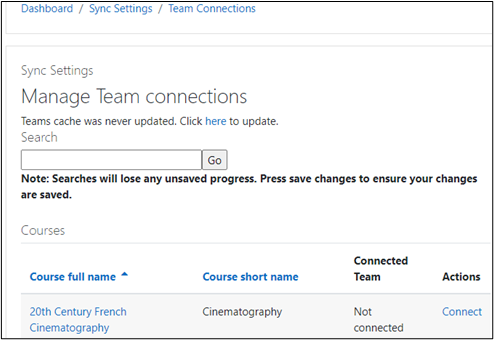 Dashboard / Sync Settings / Team Connections
Sync Settings
Manage Team connections
Teams cache was never updated. Click here to update.
Search
Go
Note: Searches will lose any unsaved progress. Press save changes to ensure your changes
are saved.
Courses
Connected
Course full name Course short name Team Actions
20th Century French Cinematography Not Connect
Cinematography connected